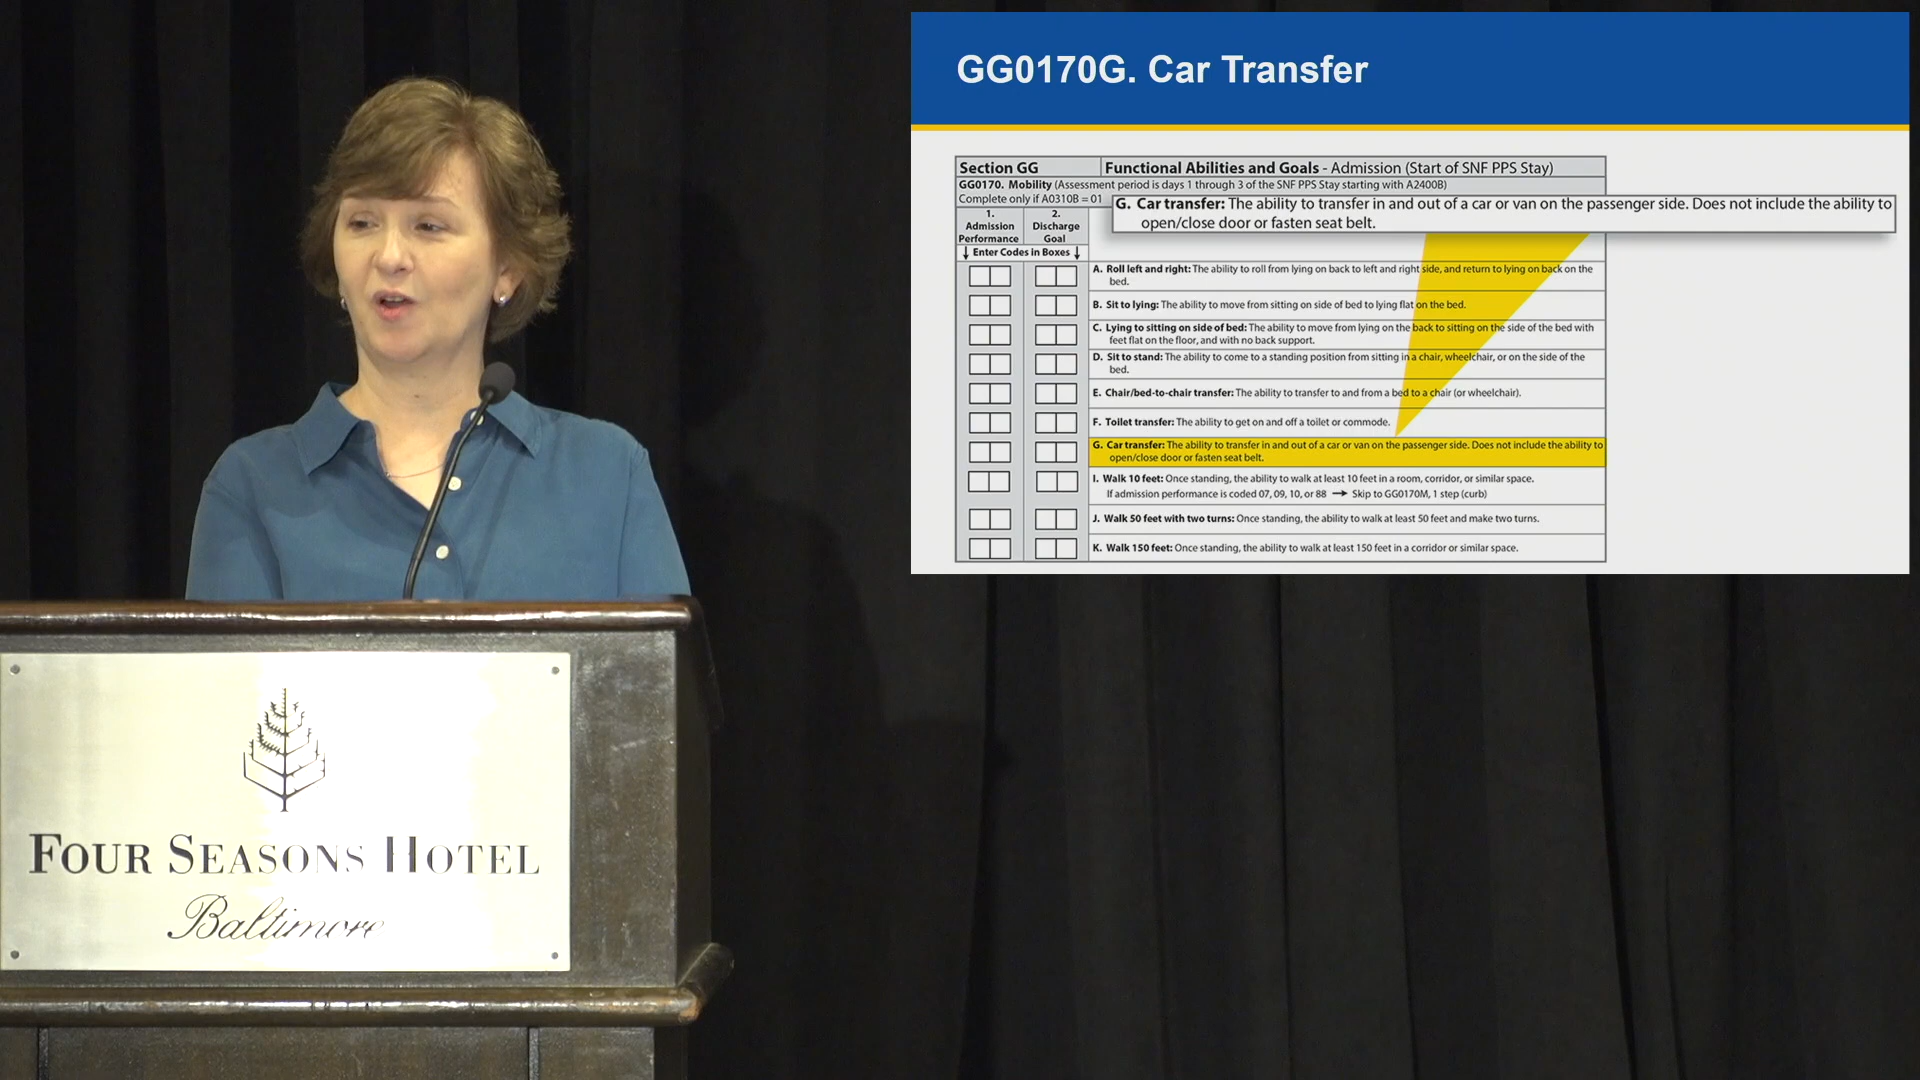 GG0170G. Car Transfer
Section GG
Functional Abilities and Goals - Admission (Start of SNF PPS Stay)
GG0170. Mobility (Assessment period is days 1 through 3 of the SNF PPS Stay starting with A2400B)
Complete only if A0310B = 01
G. Car transfer: The ability to transfer in and out of a car or van on the passenger side. Does not include the ability to
open/close door or fasten seat belt.
1.
Admission
Performance
2.
Discharge
Goal
↓ Enter Codes in Boxes ↓
A. Roll left and right: The ability to roll from lying on back to left and right side, and return to lying on back on the
bed.
B. Sit to lying: The ability to move from sitting on side of bed to lying flat on the bed.
C. Lying to sitting on side of bed: The ability to move from lying on the back to sitting on the side of the bed with
feet flat on the floor, and with no back support.
D. Sit to stand: The ability to come to a standing position from sitting in a chair, wheelchair, or on the side of the
bed.
E. Chair/bed-to-chair transfer: The ability to transfer to and from a bed to a chair (or wheelchair).
F. Toilet transfer: The ability to get on and off a toilet or commode.
G. Car transfer: The ability to transfer in and out of a car or van on the passenger side. Does not include the ability to
open/close door or fasten seat belt.
I. Walk 10 feet: Once standing, the ability to walk at least 10 feet in a room, corridor, or similar space.
If admission performance is coded 07, 09, 10, or 88 → Skip to GG0170M, 1 step (curb)
J. Walk 50 feet with two turns: Once standing, the ability to walk at least 50 feet and make two turns.
K. Walk 150 feet: Once standing, the ability to walk at least 150 feet in a corridor or similar space.
FOUR SEASONS HOTEL
Baltimore